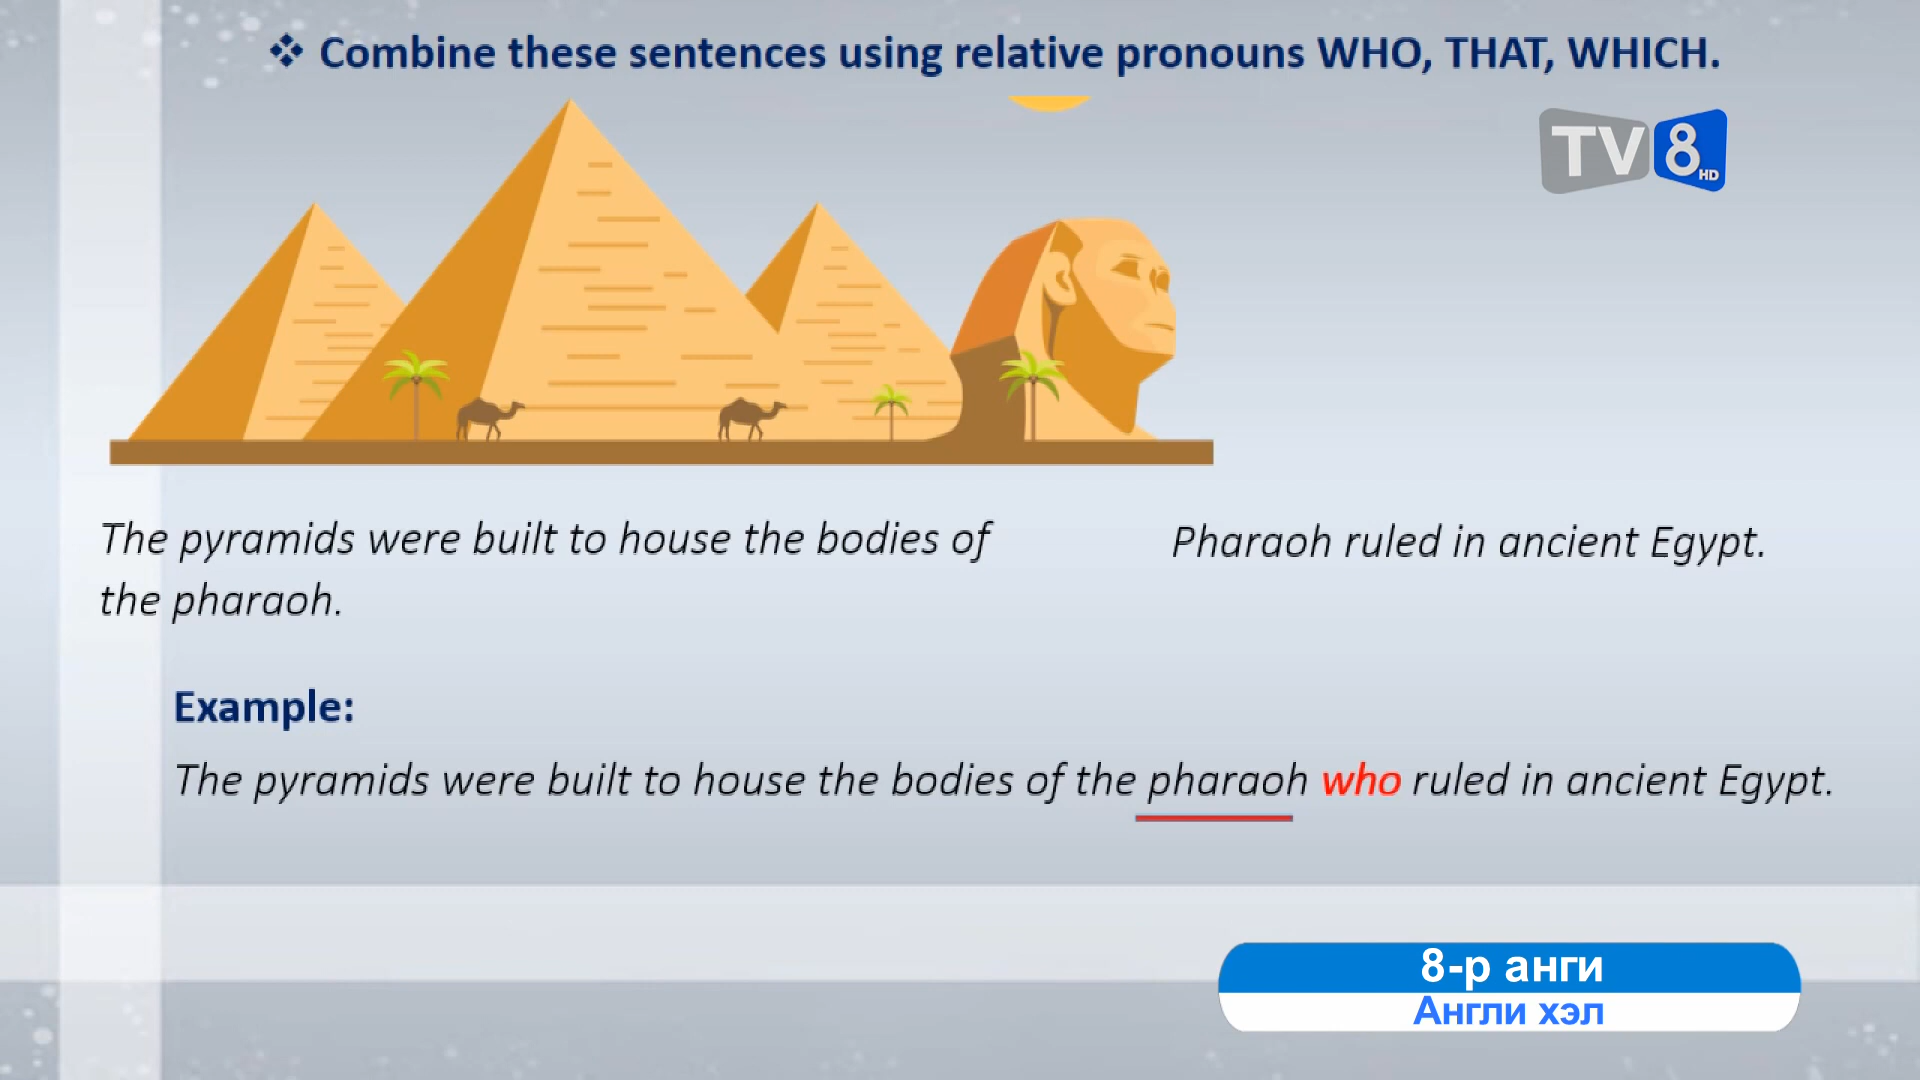 ❖ Combine these sentences using relative pronouns WHO, THAT, WHICH.
TV8 HD
The pyramids were built to house the bodies of
the pharaoh.
Pharaoh ruled in ancient Egypt.
Example:
The pyramids were built to house the bodies of the pharaoh who ruled in ancient Egypt.
8-р анги
Англи хэл